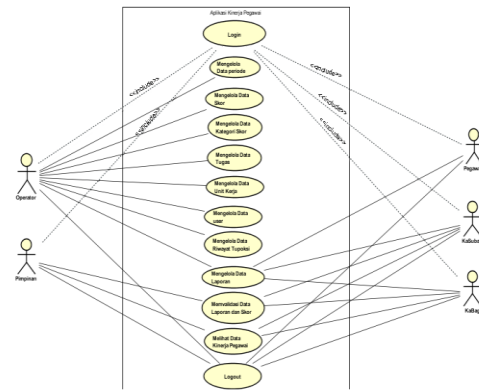 Aplikasi Kinerja Pegawai
Login
<<include>>
<<include>>
<<include>>
<<include>>
<<include>>
Mengelola
Data periode
Mengelola Data
Skor
Mengelola Data
Kategori Skor
Mengelola Data
Tugas
Mengelola Data
Unit Kerja
Mengelola Data
user
Mengelola Data
Riwayat Tupoksi
Mengelola Data
Laporan
Memvalidasi Data
Laporan dan Skor
Melihat Data
Kinerja Pegawai
Logout
Operator
Pimpinan
Pegawa
KaSuba
KaBag